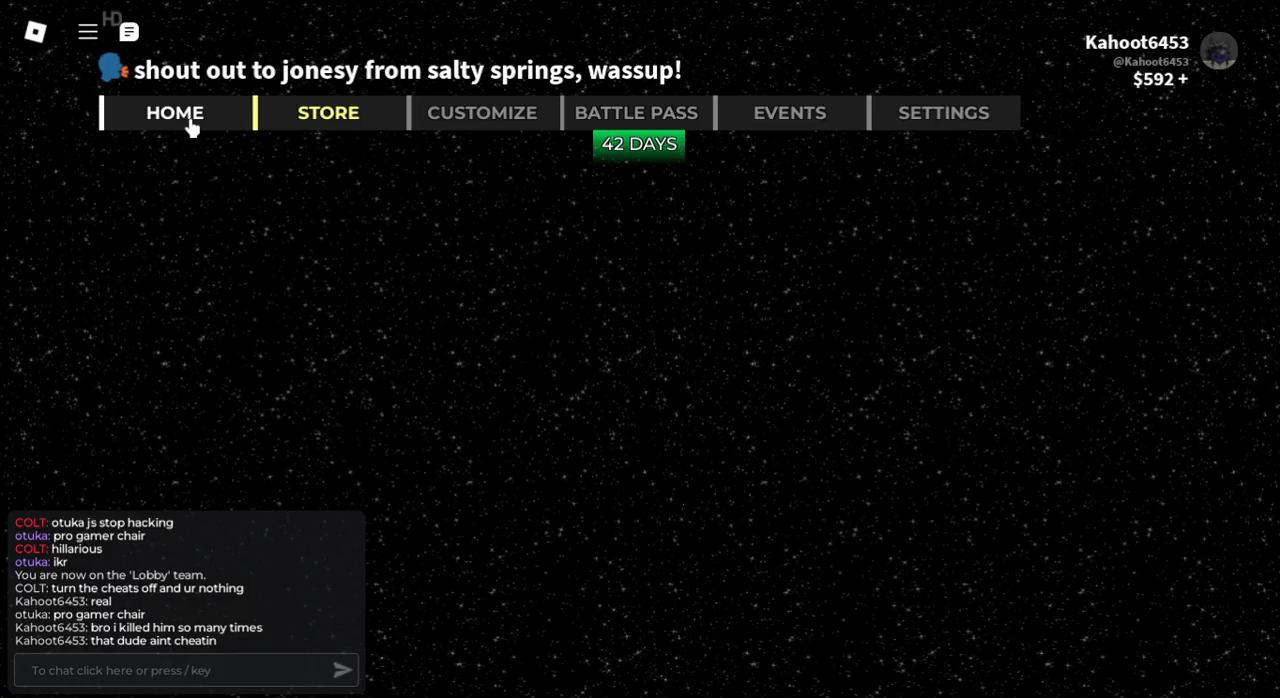 HD
🗣️ shout out to jonesy from salty springs, wassup!
Kahoot6453
@Kahoot6453
$592 +
HOME STORE CUSTOMIZE BATTLE PASS EVENTS SETTINGS
42 DAYS
COLT: otuka js stop hacking
otuka: pro gamer chair
COLT: hillarious
otuka: ikr
You are now on the 'Lobby' team.
COLT: turn the cheats off and ur nothing
Kahoot6453: real
otuka: pro gamer chair
Kahoot6453: bro i killed him so many times
Kahoot6453: that dude aint cheatin
To chat click here or press / key